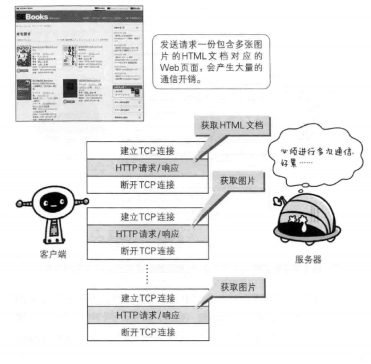 Books
发送请求一份包含多张图
片的HTML文档对应的
Web页面，会产生大量的
通信开销。
获取HTML文档
建立TCP连接
HTTP请求/响应
断开TCP连接
必须进行多次通信，
好累……
获取图片
建立TCP连接
HTTP请求/响应
断开TCP连接
客户端
服务器
获取图片
建立TCP连接
HTTP请求/响应
断开TCP连接